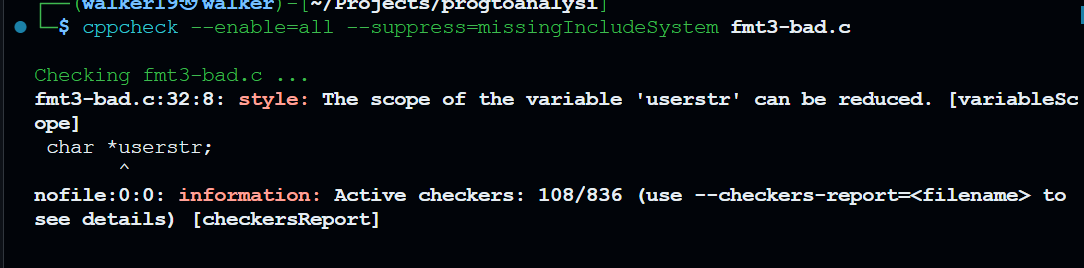 (walker19㉿walker)-[~/Projects/progtoanalysi]
└─$ cppcheck --enable=all --suppress=missingIncludeSystem fmt3-bad.c
Checking fmt3-bad.c ...
fmt3-bad.c:32:8: style: The scope of the variable 'userstr' can be reduced. [variableSc
ope]
char *userstr;
^
nofile:0:0: information: Active checkers: 108/836 (use --checkers-report=<filename> to
see details) [checkersReport]